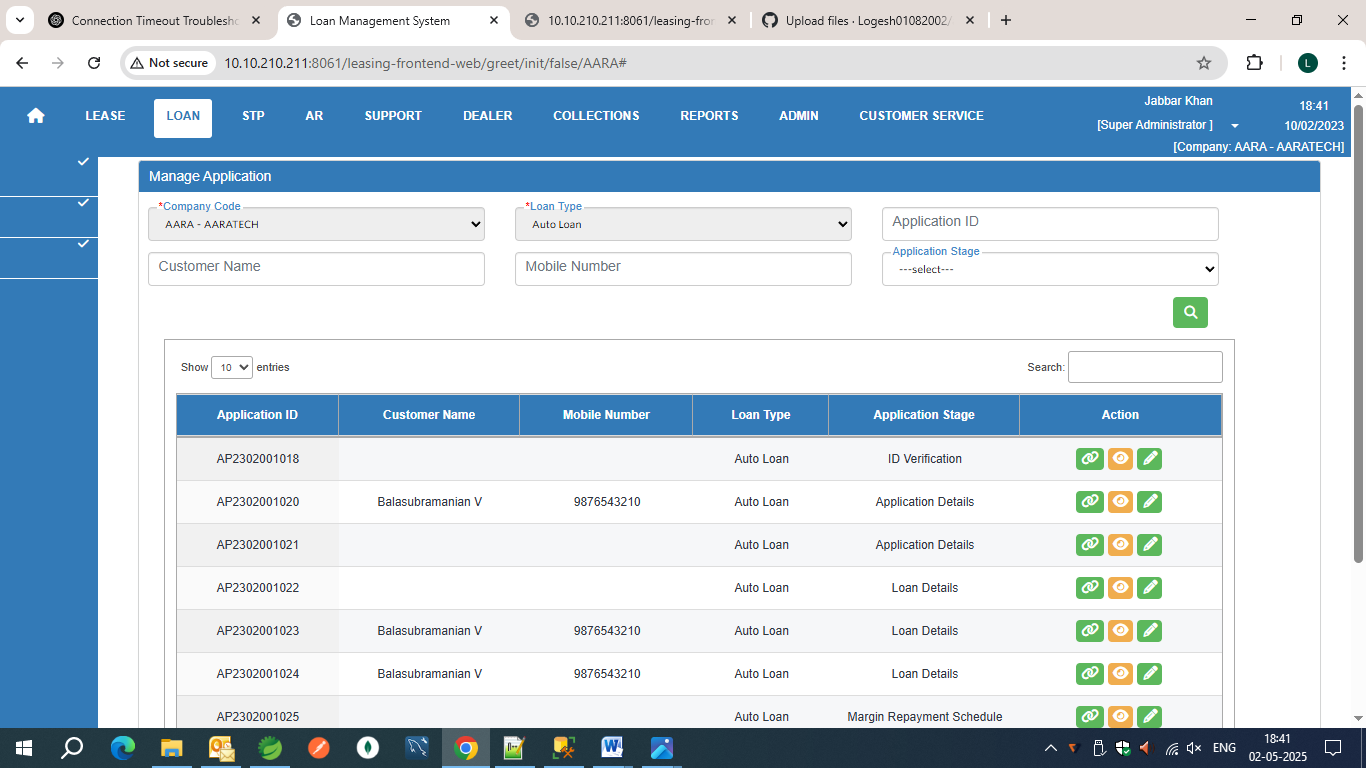 Connection Timeout Troublesho
Loan Management System
10.10.210.211:8061/leasing-fro
Upload files · Logesh01082002/
Not secure
10.10.210.211:8061/leasing-frontend-web/greet/init/false/AARA#
L
LEASE LOAN STP AR SUPPORT DEALER COLLECTIONS REPORTS ADMIN CUSTOMER SERVICE
Jabbar Khan
[Super Administrator ]
18:41
10/02/2023
[Company: AARA - AARATECH]
Manage Application
*Company Code
AARA - AARATECH
*Loan Type
Auto Loan
Application ID
Customer Name
Mobile Number
Application Stage
---select---
Show 10 entries
Search:
Application ID Customer Name Mobile Number Loan Type Application Stage Action
AP2302001018 Auto Loan ID Verification
AP2302001020 Balasubramanian V 9876543210 Auto Loan Application Details
AP2302001021 Auto Loan Application Details
AP2302001022 Auto Loan Loan Details
AP2302001023 Balasubramanian V 9876543210 Auto Loan Loan Details
AP2302001024 Balasubramanian V 9876543210 Auto Loan Loan Details
AP2302001025 Auto Loan Margin Repayment Schedule
ENG
18:41
02-05-2025